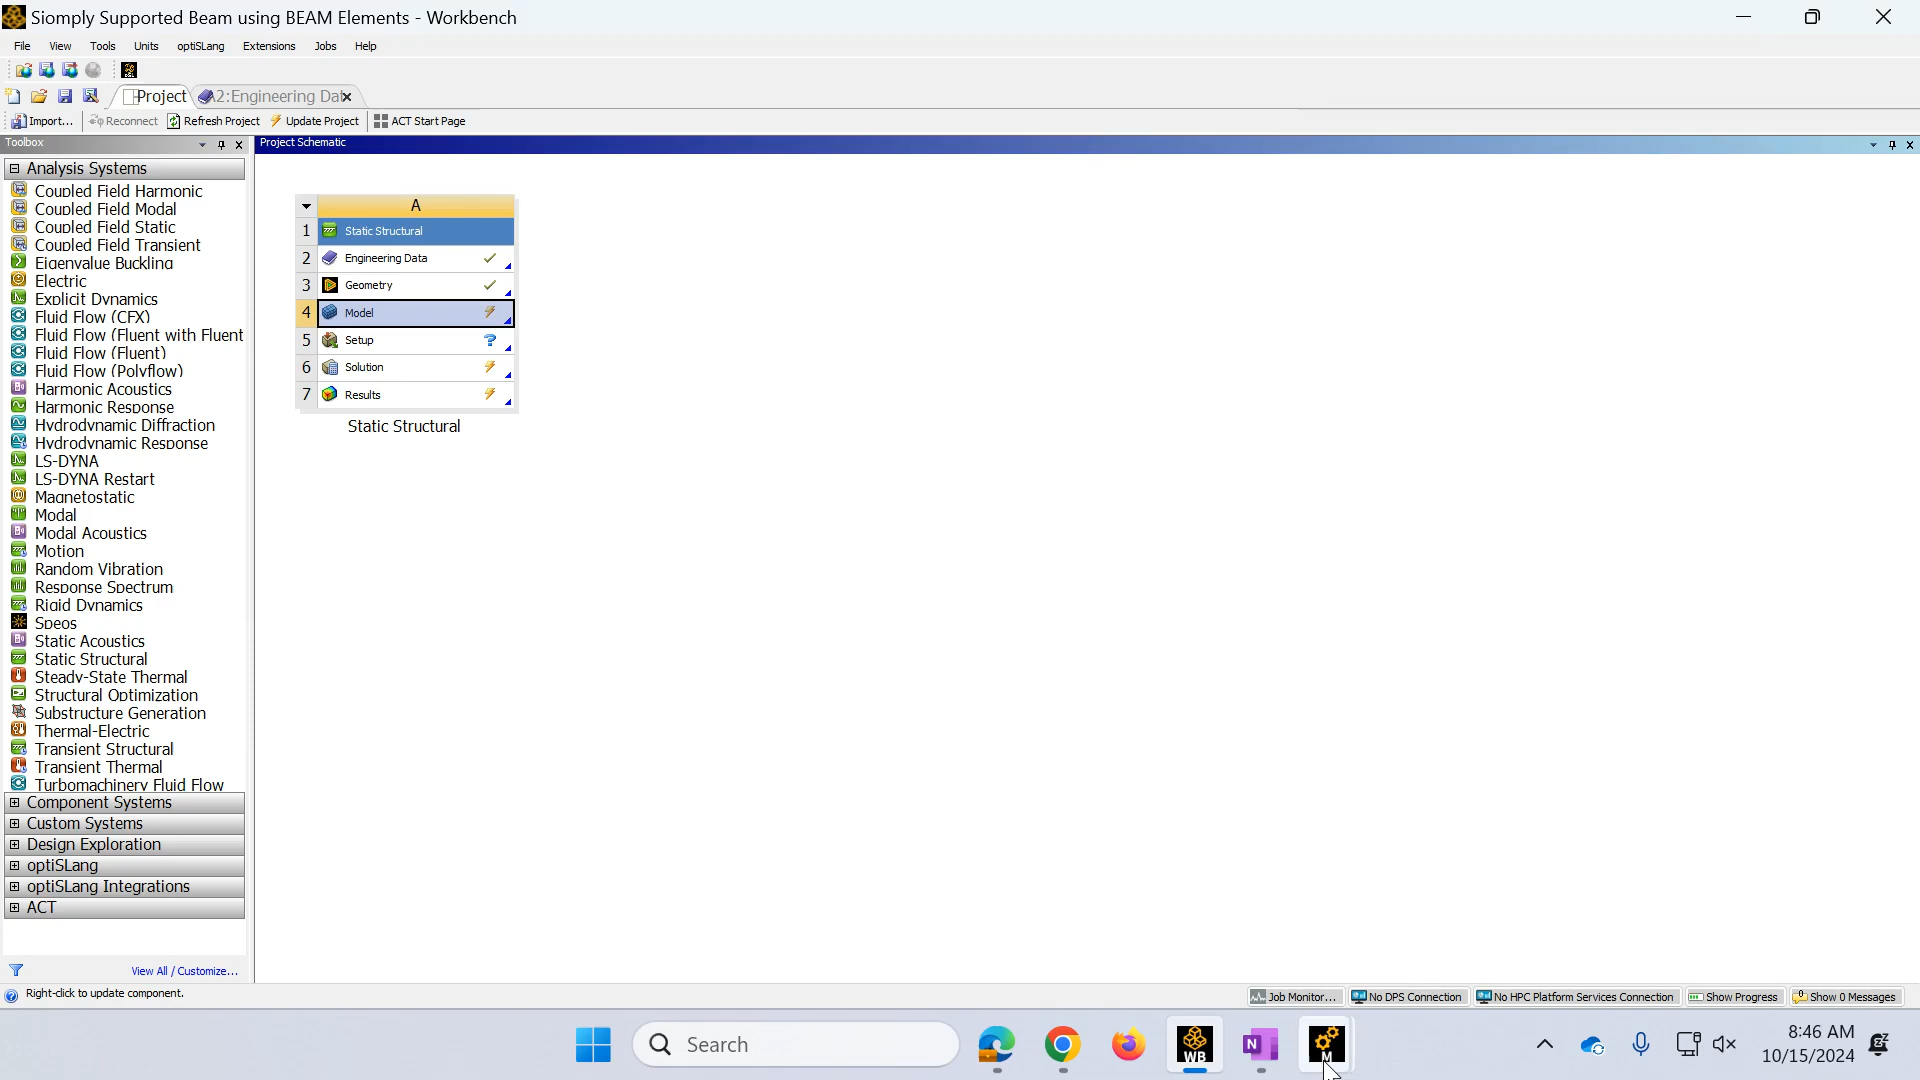 Siomply Supported Beam using BEAM Elements - Workbench
File View Tools Units optiSLang Extensions Jobs Help
Project A2:Engineering Dat
Import... Reconnect Refresh Project Update Project ACT Start Page
Toolbox
Project Schematic
Analysis Systems
Coupled Field Harmonic
Coupled Field Modal
Coupled Field Static
Coupled Field Transient
Eigenvalue Buckling
Electric
Explicit Dynamics
Fluid Flow (CFX)
Fluid Flow (Fluent with Fluent
Fluid Flow (Fluent)
Fluid Flow (Polyflow)
Harmonic Acoustics
Harmonic Response
Hydrodynamic Diffraction
Hydrodynamic Response
LS-DYNA
LS-DYNA Restart
Magnetostatic
Modal
Modal Acoustics
Motion
Random Vibration
Response Spectrum
Rigid Dynamics
Speos
Static Acoustics
Static Structural
Steady-State Thermal
Structural Optimization
Substructure Generation
Thermal-Electric
Transient Structural
Transient Thermal
Turbomachinery Fluid Flow
Component Systems
Custom Systems
Design Exploration
optiSLang
optiSLang Integrations
ACT
View All / Customize...
A
1 Static Structural
2 Engineering Data
3 Geometry
4 Model
5 Setup ?
6 Solution
7 Results
Static Structural
Right-click to update component.
Job Monitor... No DPS Connection No HPC Platform Services Connection Show Progress Show 0 Messages
Search
WB
N
M
8:46 AM
10/15/2024